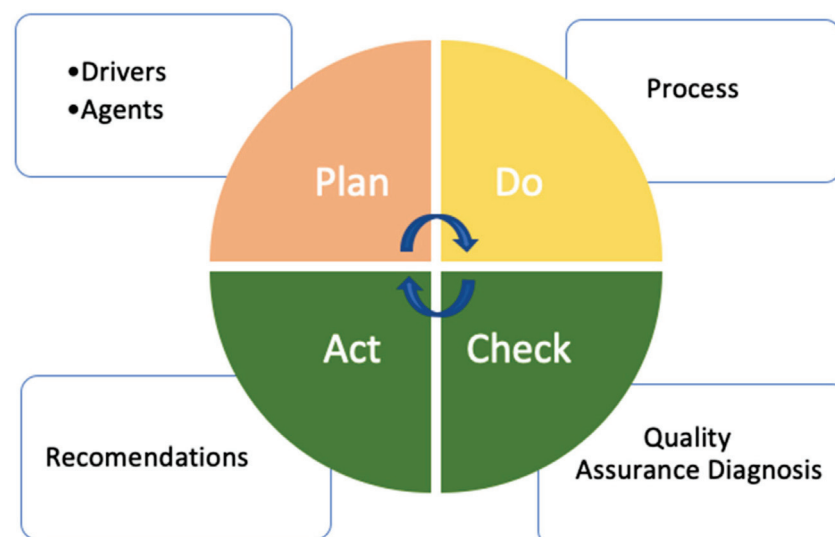 •Drivers
•Agents
Process
Plan
Do
Act
Check
Recomendations
Quality
Assurance Diagnosis